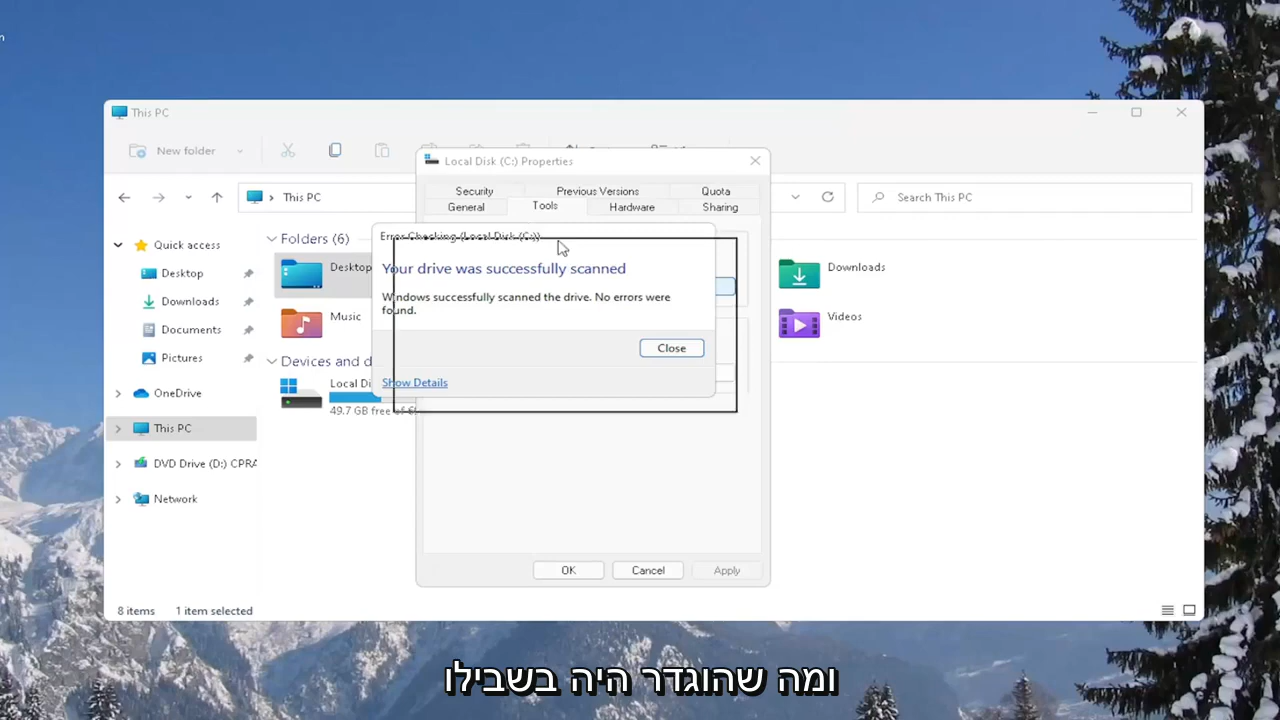 n
This PC
New folder
Local Disk (C:) Properties
Security Previous Versions Quota
General Tools Hardware Sharing
This PC
Search This PC
Quick access
Desktop
Downloads
Documents
Pictures
OneDrive
This PC
DVD Drive (D:) CPRA
Network
Folders (6)
Desktop
Music
Downloads
Videos
Devices and d
Local Di
49.7 GB free of
Error Checking (Local Disk (C:))
Your drive was successfully scanned
Windows successfully scanned the drive. No errors were
found.
Close
Show Details
OK Cancel Apply
8 items 1 item selected
ומה שהוגדר היה בשבילו